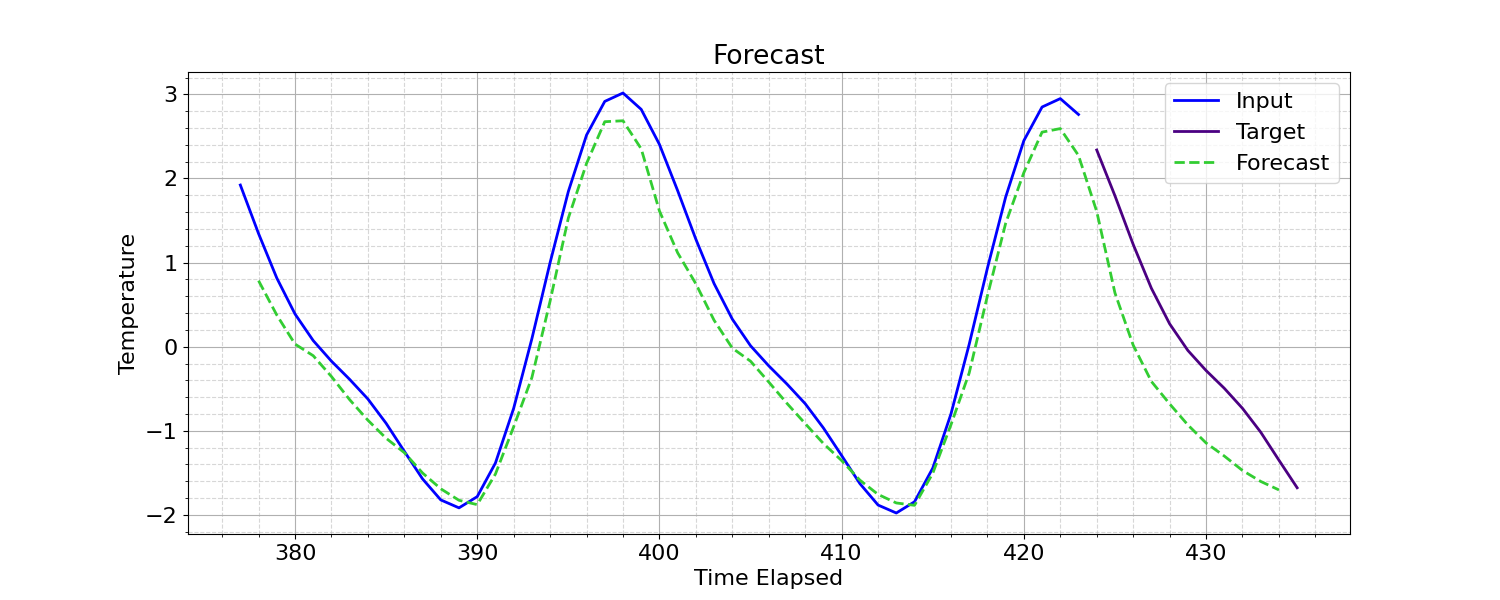 Forecast
3
2
1
0
−1
−2
Temperature
380 390 400 410 420 430
Time Elapsed
Input
Target
Forecast